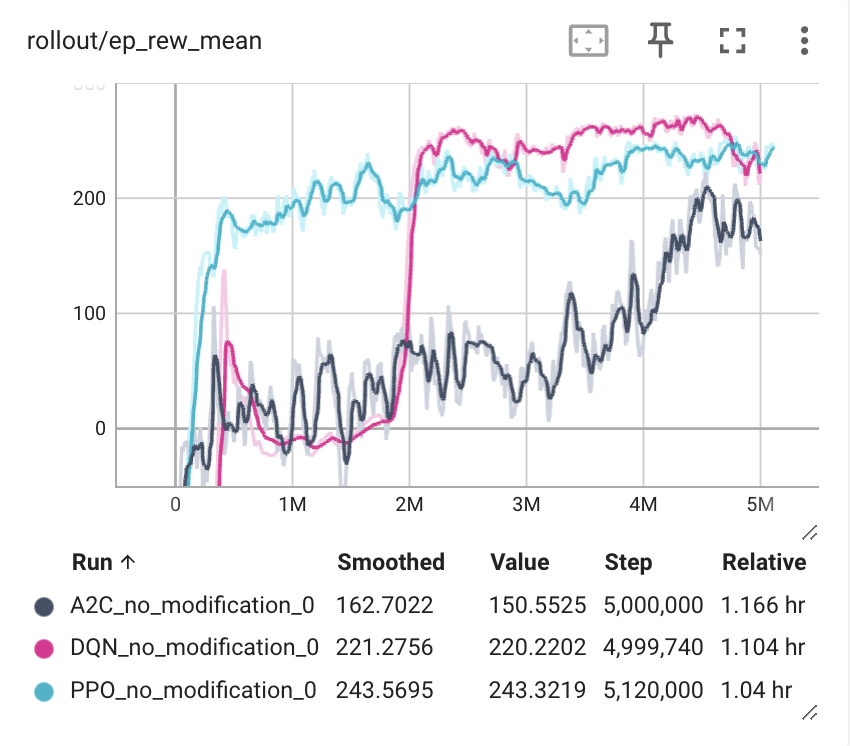 rollout/ep_rew_mean
300
200
100
0
0 1M 2M 3M 4M 5M
Run ↑ Smoothed Value Step Relative
A2C_no_modification_0 162.7022 150.5525 5,000,000 1.166 hr
DQN_no_modification_0 221.2756 220.2202 4,999,740 1.104 hr
PPO_no_modification_0 243.5695 243.3219 5,120,000 1.04 hr